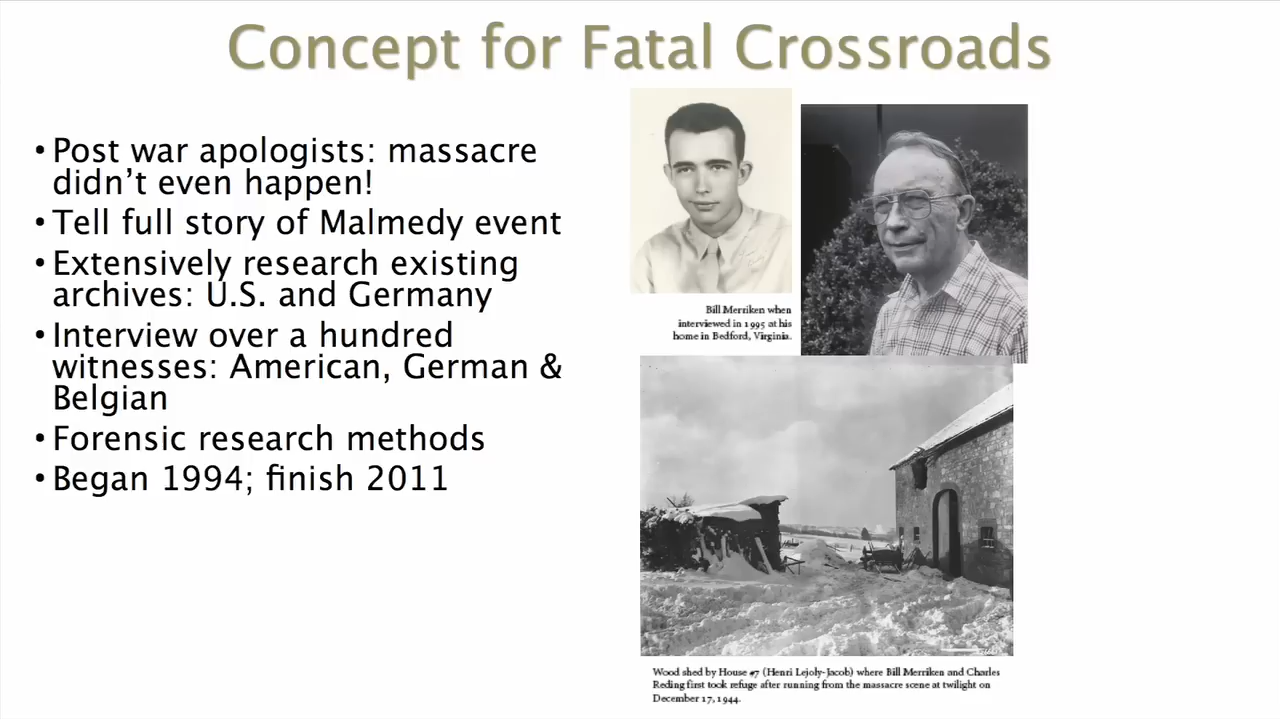 Concept for Fatal Crossroads
• Post war apologists: massacre
didn't even happen!
• Tell full story of Malmedy event
• Extensively research existing
archives: U.S. and Germany
• Interview over a hundred
witnesses: American, German &
Belgian
• Forensic research methods
• Began 1994; finish 2011
Bill Merriken when
interviewed in 1995 at his
home in Bedford, Virginia.
Wood shed by House #7 (Henri Lejoly-Jacob) where Bill Merriken and Charles
Reding first took refuge after running from the massacre scene at twilight on
December 17, 1944.